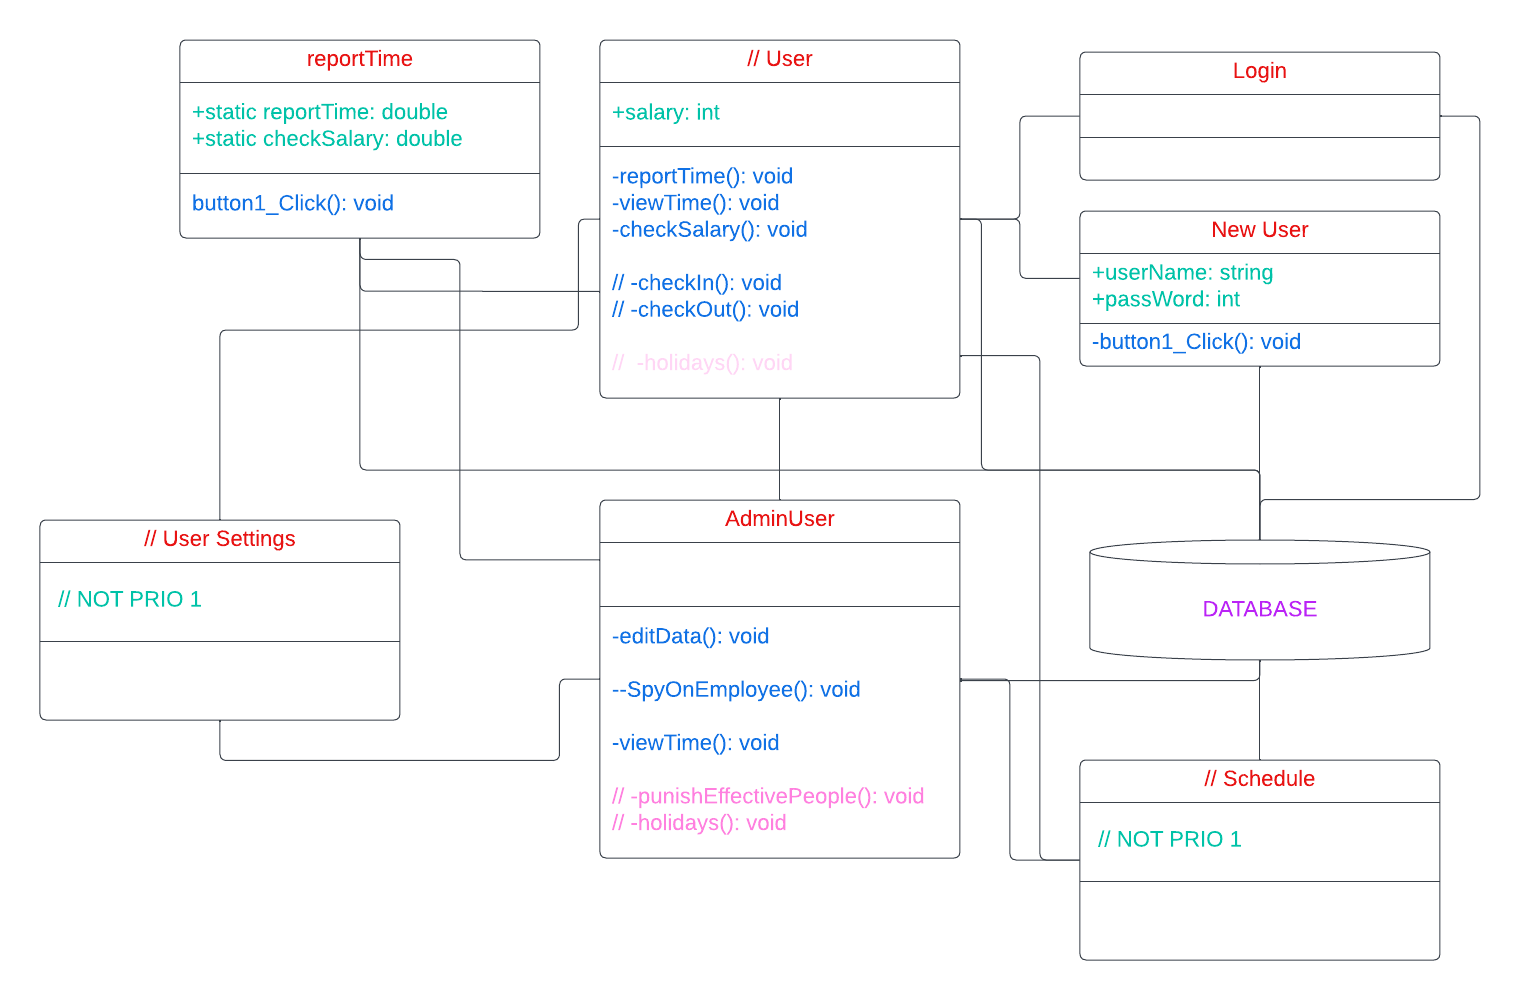 reportTime
+static reportTime: double
+static checkSalary: double
button1_Click(): void
// User
+salary: int
-reportTime(): void
-viewTime(): void
-checkSalary(): void
// -checkIn(): void
// -checkOut(): void
//  -holidays(): void
Login
New User
+userName: string
+passWord: int
-button1_Click(): void
// User Settings
// NOT PRIO 1
AdminUser
-editData(): void
--SpyOnEmployee(): void
-viewTime(): void
// -punishEffectivePeople(): void
// -holidays(): void
DATABASE
// Schedule
// NOT PRIO 1